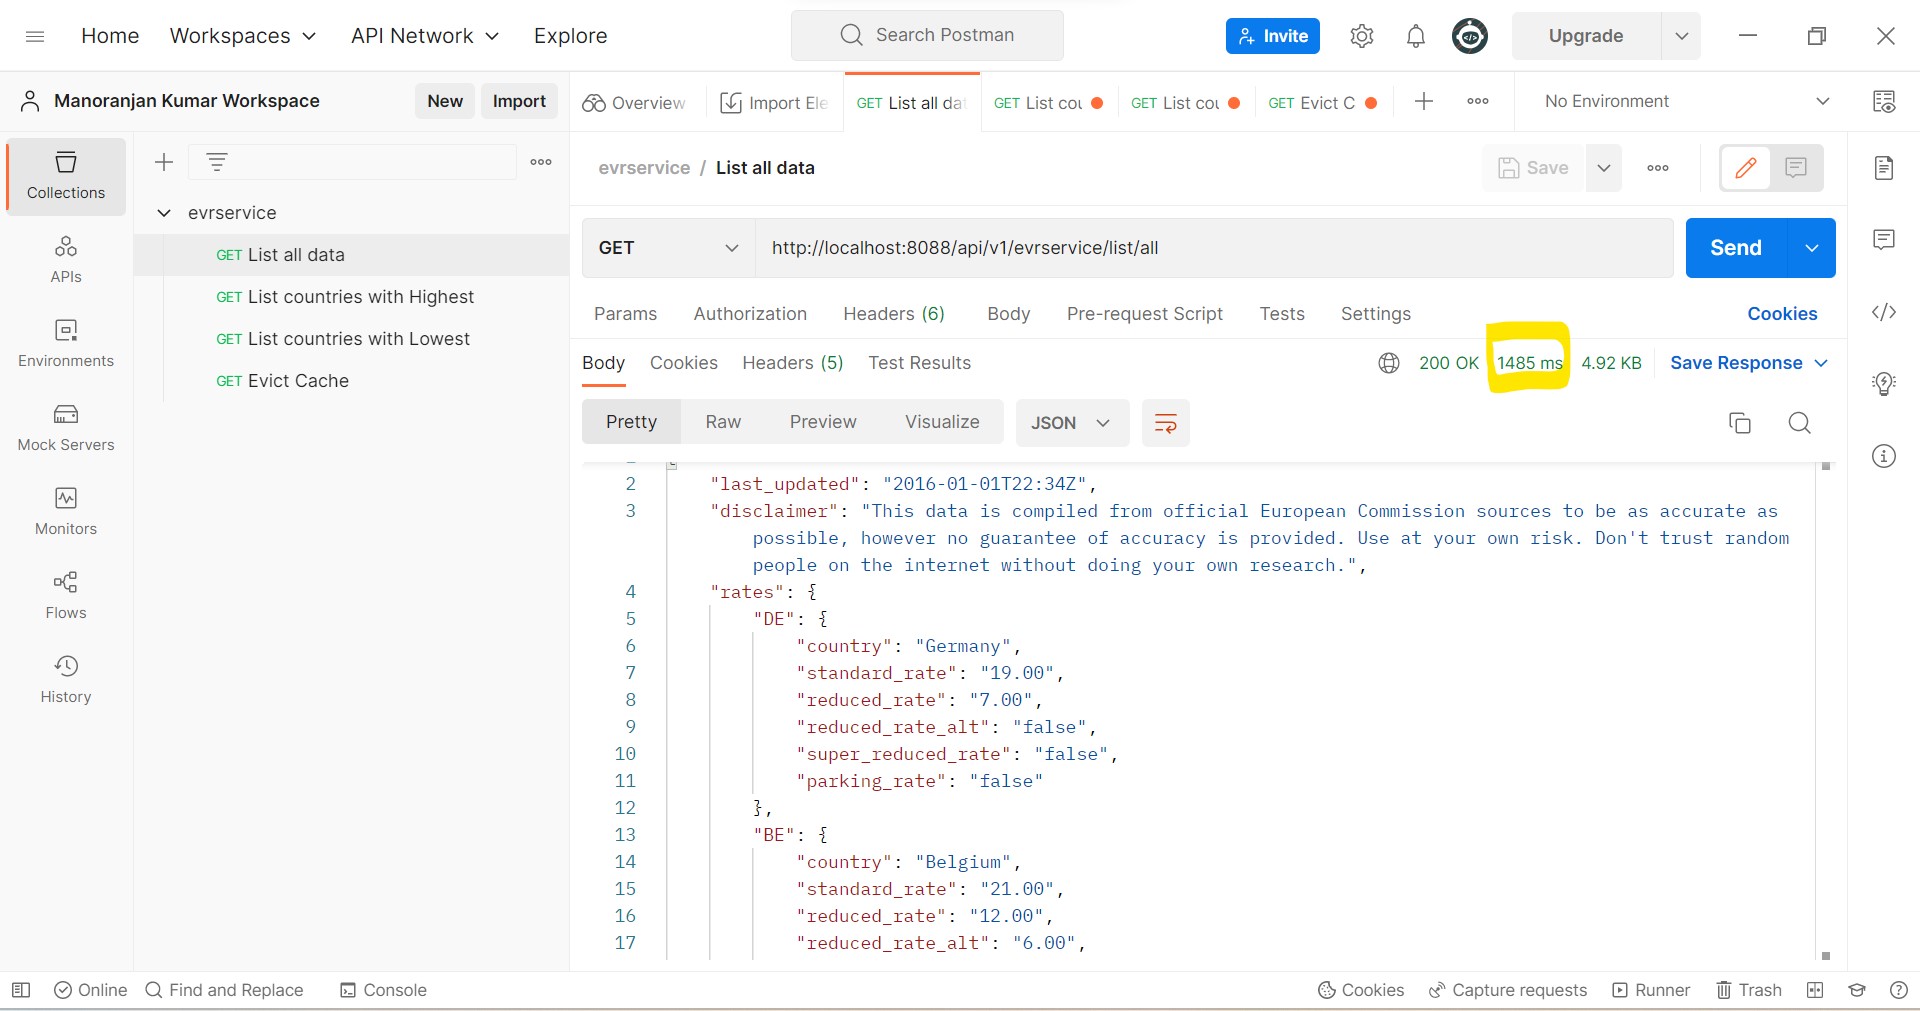 Home Workspaces API Network Explore Search Postman Invite Upgrade
Manoranjan Kumar Workspace New Import
Overview Import Ele GET List all dat GET List cou GET List cou GET Evict C No Environment
Collections
APIs
Environments
Mock Servers
Monitors
Flows
History
evrservice
GET List all data
GET List countries with Highest
GET List countries with Lowest
GET Evict Cache
evrservice / List all data Save
GET http://localhost:8088/api/v1/evrservice/list/all Send
Params Authorization Headers (6) Body Pre-request Script Tests Settings Cookies
Body Cookies Headers (5) Test Results 200 OK 1485 ms 4.92 KB Save Response
Pretty Raw Preview Visualize JSON
2 "last_updated": "2016-01-01T22:34Z",
3 "disclaimer": "This data is compiled from official European Commission sources to be as accurate as
possible, however no guarantee of accuracy is provided. Use at your own risk. Don't trust random
people on the internet without doing your own research.",
4 "rates": {
5 "DE": {
6 "country": "Germany",
7 "standard_rate": "19.00",
8 "reduced_rate": "7.00",
9 "reduced_rate_alt": "false",
10 "super_reduced_rate": "false",
11 "parking_rate": "false"
12 },
13 "BE": {
14 "country": "Belgium",
15 "standard_rate": "21.00",
16 "reduced_rate": "12.00",
17 "reduced_rate_alt": "6.00",
Online Find and Replace Console Cookies Capture requests Runner Trash